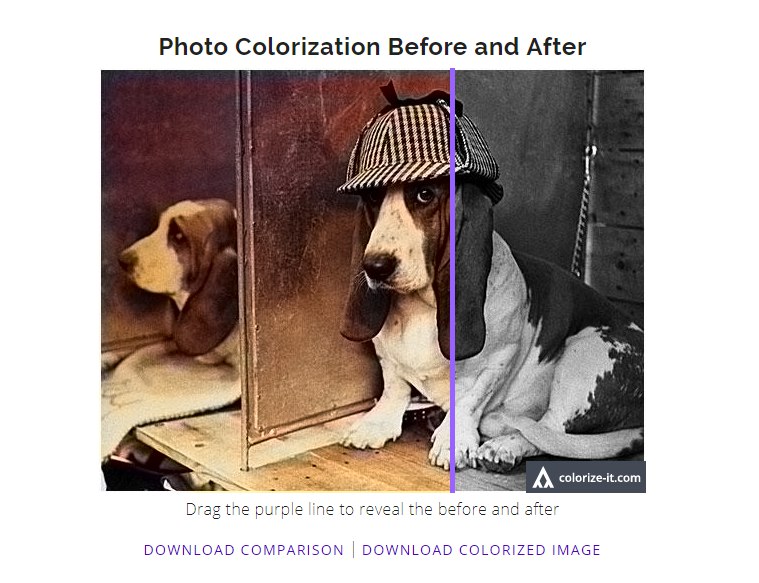 Photo Colorization Before and After
colorize-it.com
Drag the purple line to reveal the before and after
DOWNLOAD COMPARISON | DOWNLOAD COLORIZED IMAGE